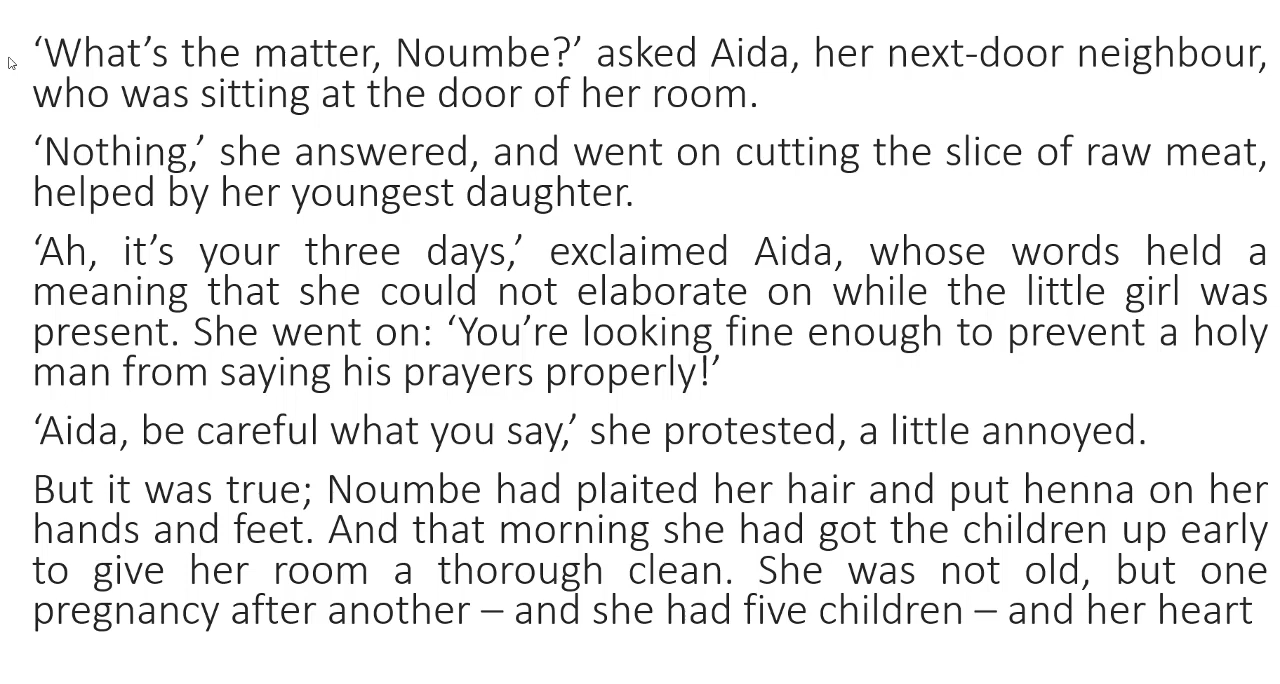 ‘What’s the matter, Noumbe?’ asked Aida, her next-door neighbour,
who was sitting at the door of her room.
‘Nothing,’ she answered, and went on cutting the slice of raw meat,
helped by her youngest daughter.
‘Ah, it’s your three days,’ exclaimed Aida, whose words held a
meaning that she could not elaborate on while the little girl was
present. She went on: ‘You’re looking fine enough to prevent a holy
man from saying his prayers properly!’
‘Aida, be careful what you say,’ she protested, a little annoyed.
But it was true; Noumbe had plaited her hair and put henna on her
hands and feet. And that morning she had got the children up early
to give her room a thorough clean. She was not old, but one
pregnancy after another – and she had five children – and her heart